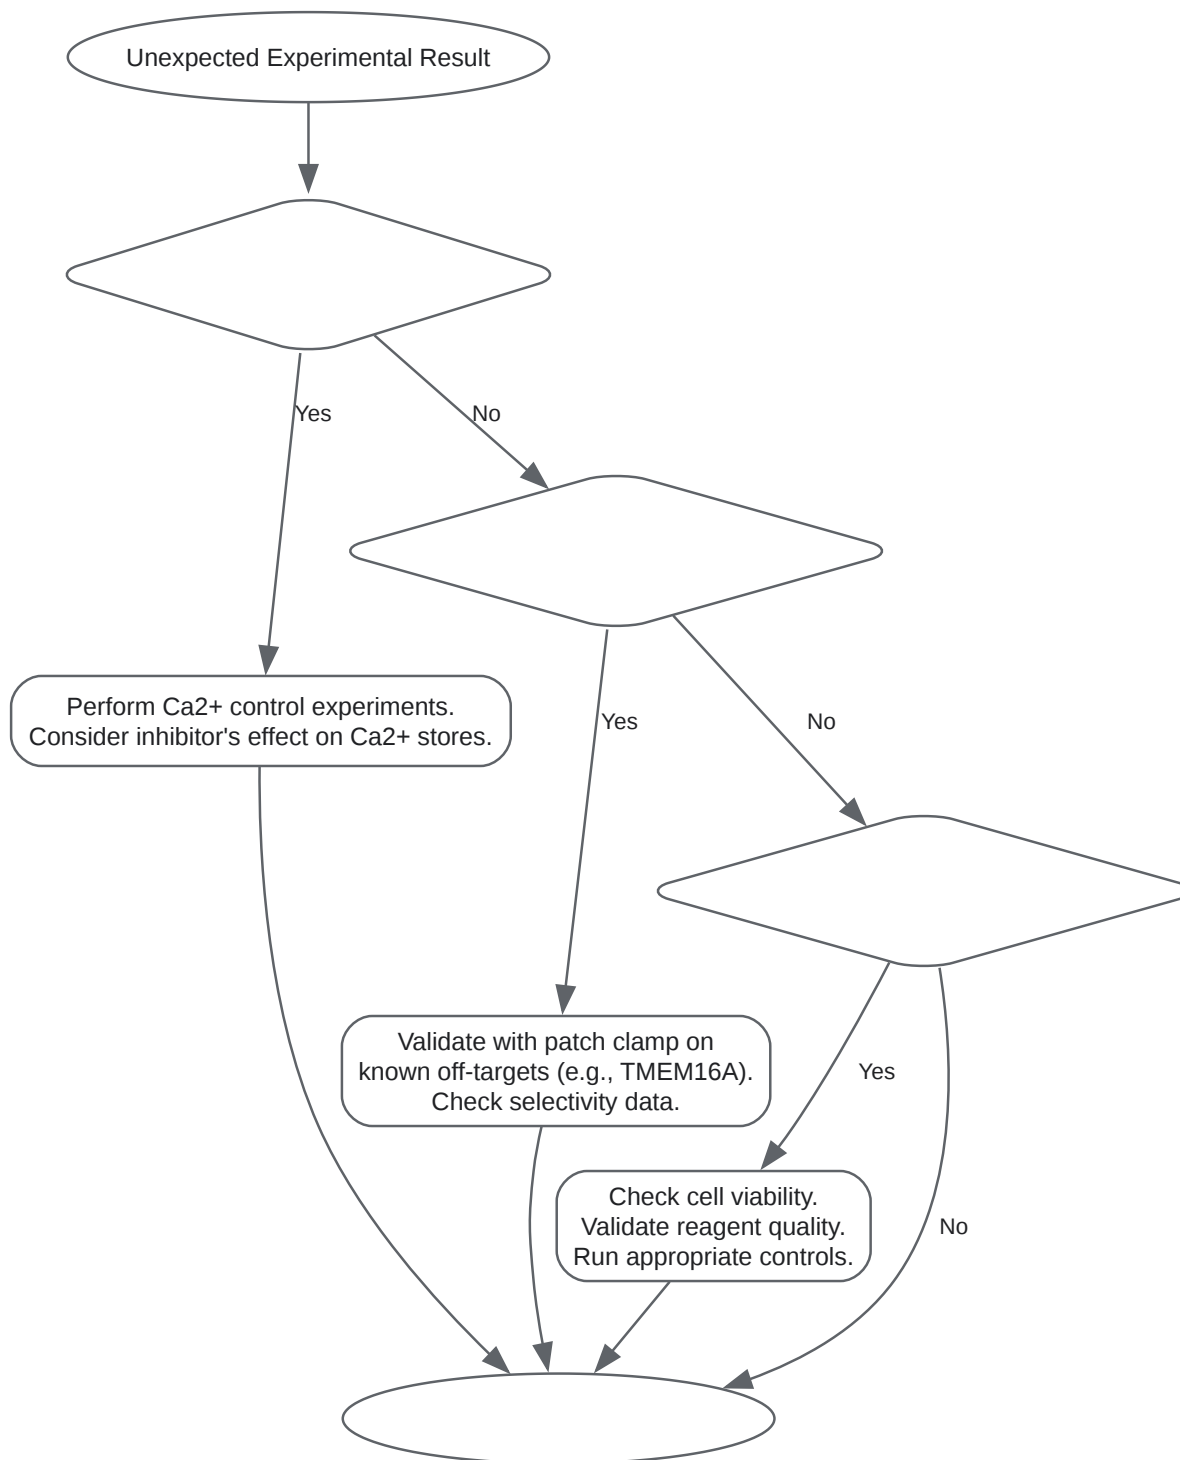 Unexpected Experimental Result
Yes
No
Perform Ca2+ control experiments.
Consider inhibitor's effect on Ca2+ stores.
Yes
No
Validate with patch clamp on
known off-targets (e.g., TMEM16A).
Check selectivity data.
Yes
Check cell viability.
Validate reagent quality.
Run appropriate controls.
No